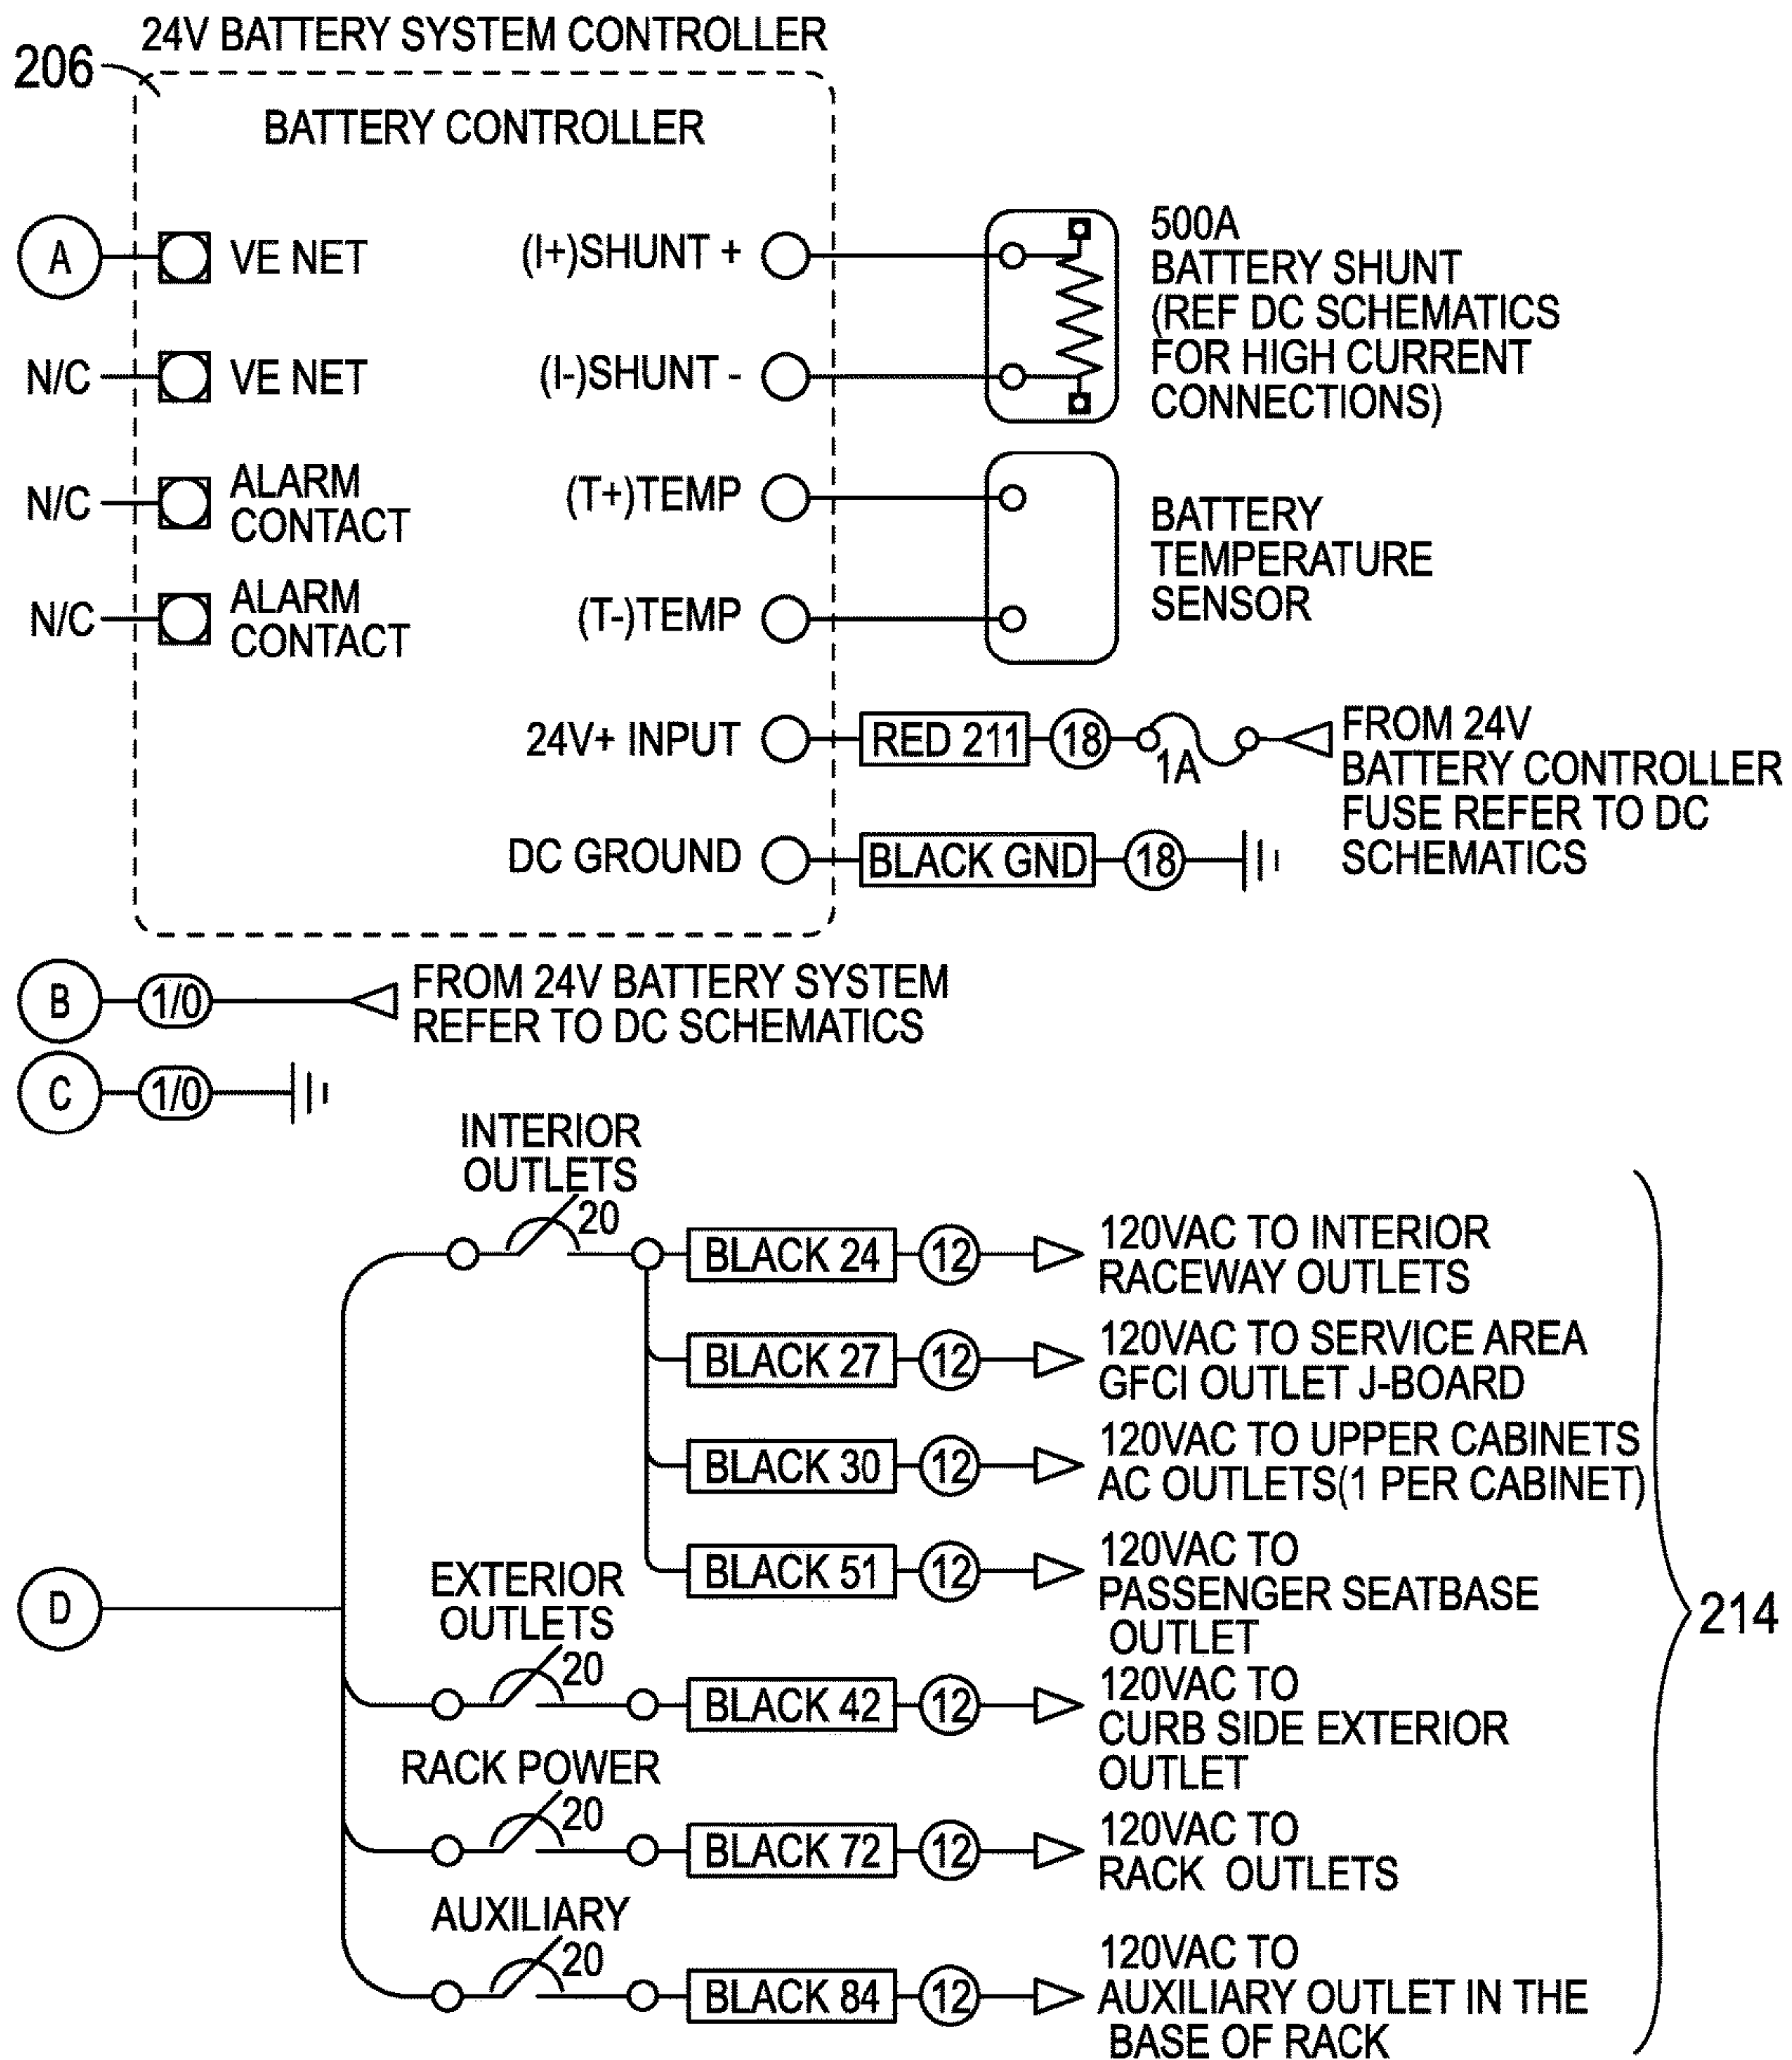 24V BATTERY SYSTEM CONTROLLER
206
BATTERY CONTROLLER
A
VE NET
(I+)SHUNT +
500A
BATTERY SHUNT
(REF DC SCHEMATICS
FOR HIGH CURRENT
CONNECTIONS)
N/C
VE NET
(I-)SHUNT -
N/C
ALARM
CONTACT
(T+)TEMP
BATTERY
TEMPERATURE
SENSOR
N/C
ALARM
CONTACT
(T-)TEMP
24V+ INPUT
RED 211
18
1A
FROM 24V
BATTERY CONTROLLER
FUSE REFER TO DC
SCHEMATICS
DC GROUND
BLACK GND
18
B
1/0
FROM 24V BATTERY SYSTEM
REFER TO DC SCHEMATICS
C
1/0
INTERIOR
OUTLETS
20
BLACK 24
12
120VAC TO INTERIOR
RACEWAY OUTLETS
BLACK 27
12
120VAC TO SERVICE AREA
GFCI OUTLET J-BOARD
BLACK 30
12
120VAC TO UPPER CABINETS
AC OUTLETS(1 PER CABINET)
BLACK 51
12
120VAC TO
PASSENGER SEATBASE
OUTLET
D
214
EXTERIOR
OUTLETS
20
BLACK 42
12
120VAC TO
CURB SIDE EXTERIOR
OUTLET
RACK POWER
20
BLACK 72
12
120VAC TO
RACK OUTLETS
AUXILIARY
20
BLACK 84
12
120VAC TO
AUXILIARY OUTLET IN THE
BASE OF RACK